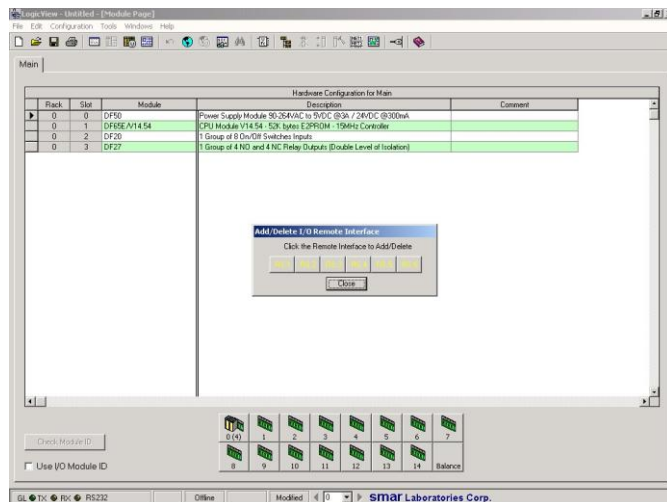 LogicView - Untitled - [Module Page]
File Edit Configuration Tools Windows Help
Main
Hardware Configuration for Main
Rack Slot Module Description Comment
0 0 DF50 Power Supply Module 90-264VAC to 5VDC @3A / 24VDC @300mA
0 1 DF65E/V14.54 CPU Module V14.54 - 52K bytes E2PROM - 15MHz Controller
0 2 DF20 1 Group of 8 On/Off Switches Inputs
0 3 DF27 1 Group of 4 NO and 4 NC Relay Outputs (Double Level of Isolation)
Add/Delete I/O Remote Interface
Click the Remote Interface to Add/Delete
Close
0 (4) 1 2 3 4 5 6 7
Check Module ID
8 9 10 11 12 13 14 Balance
Use I/O Module ID
GL TX RX RS232 Offline Modified 0 smar Laboratories Corp.